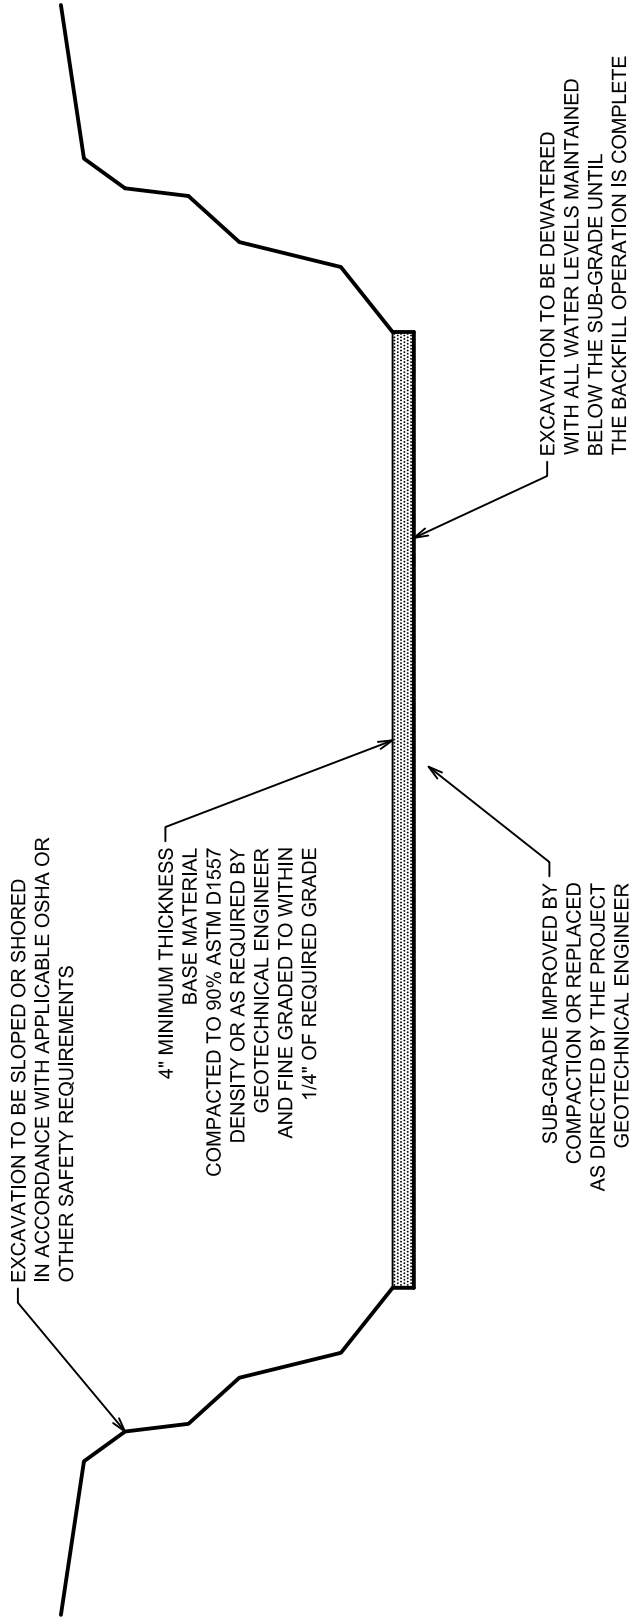 EXCAVATION TO BE SLOPED OR SHORED
IN ACCORDANCE WITH APPLICABLE OSHA OR
OTHER SAFETY REQUIREMENTS
4" MINIMUM THICKNESS
BASE MATERIAL
COMPACTED TO 90% ASTM D1557
DENSITY OR AS REQUIRED BY
GEOTECHNICAL ENGINEER
AND FINE GRADED TO WITHIN
1/4" OF REQUIRED GRADE
SUB-GRADE IMPROVED BY
COMPACTION OR REPLACED
AS DIRECTED BY THE PROJECT
GEOTECHNICAL ENGINEER
EXCAVATION TO BE DEWATERED
WITH ALL WATER LEVELS MAINTAINED
BELOW THE SUB-GRADE UNTIL
THE BACKFILL OPERATION IS COMPLETE